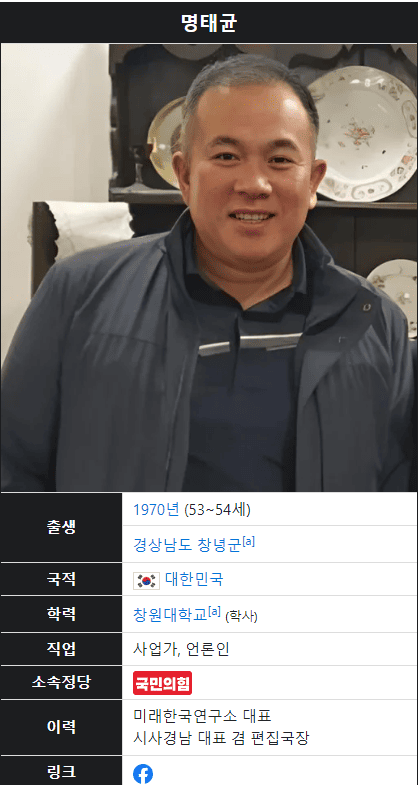 명태균
출생
1970년 (53~54세)
경상남도 창녕군[a]
국적
대한민국
학력
창원대학교[a] (학사)
직업
사업가, 언론인
소속정당
국민의힘
이력
미래한국연구소 대표
시사경남 대표 겸 편집국장
링크